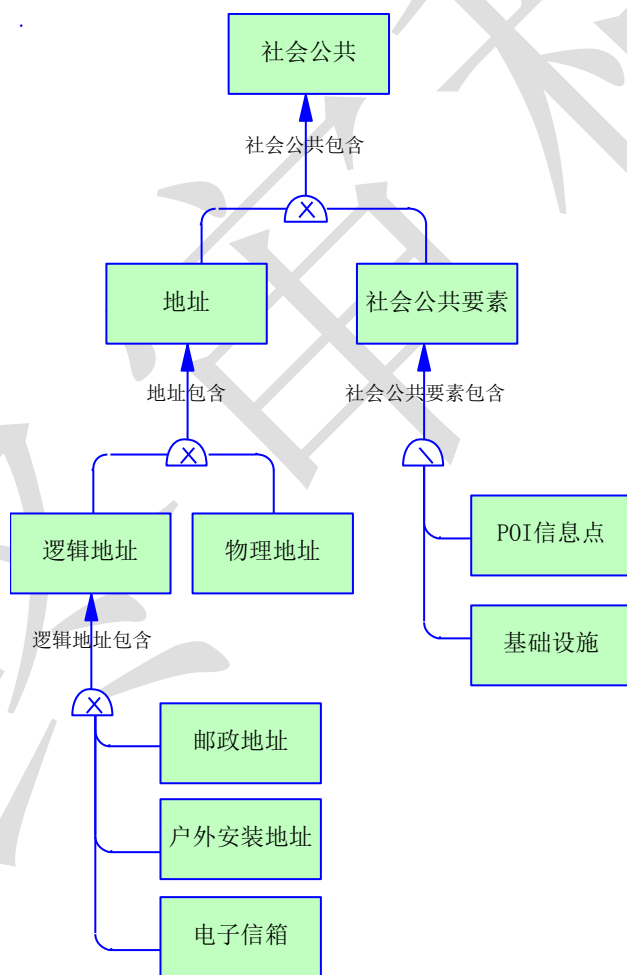 社会公共
社会公共包含
地址
社会公共要素
地址包含
社会公共要素包含
逻辑地址
物理地址
POI信息点
逻辑地址包含
基础设施
邮政地址
户外安装地址
电子信箱